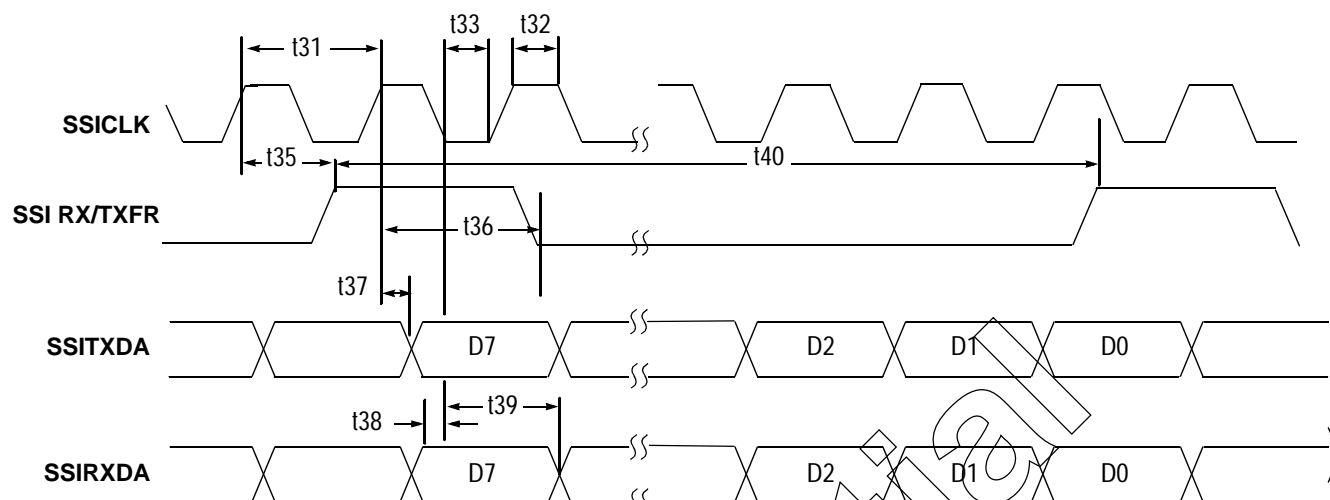 t31 t33 t32
SSICLK
t35 t40
SSI RX/TXFR
t36
t37
SSITXDA D7 D2 D1 D0
t38 t39
SSIRXDA D7 D2 D1 D0